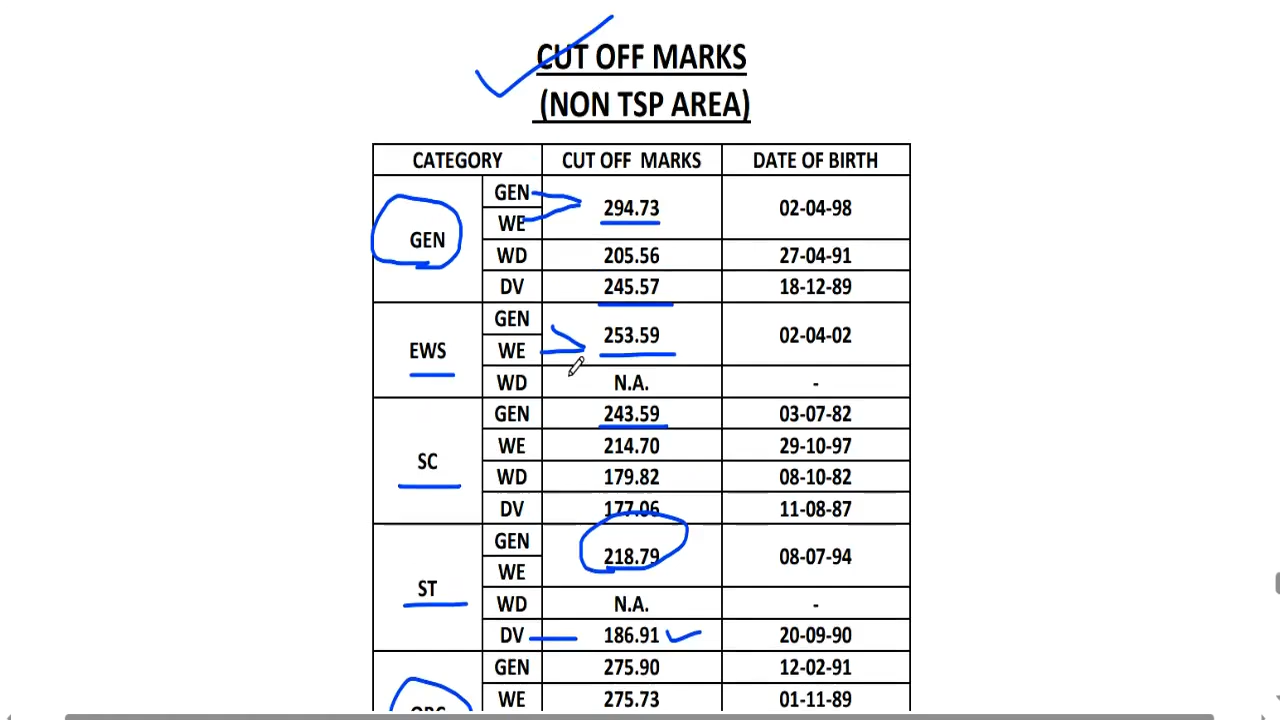 CUT OFF MARKS
(NON TSP AREA)
CATEGORY CUT OFF MARKS DATE OF BIRTH
GEN GEN 294.73 02-04-98
WE
WD 205.56 27-04-91
DV 245.57 18-12-89
EWS GEN 253.59 02-04-02
WE
WD N.A. -
SC GEN 243.59 03-07-82
WE 214.70 29-10-97
WD 179.82 08-10-82
DV 177.06 11-08-87
ST GEN 218.79 08-07-94
WE
WD N.A. -
DV 186.91 20-09-90
GEN 275.90 12-02-91
WE 275.73 01-11-89